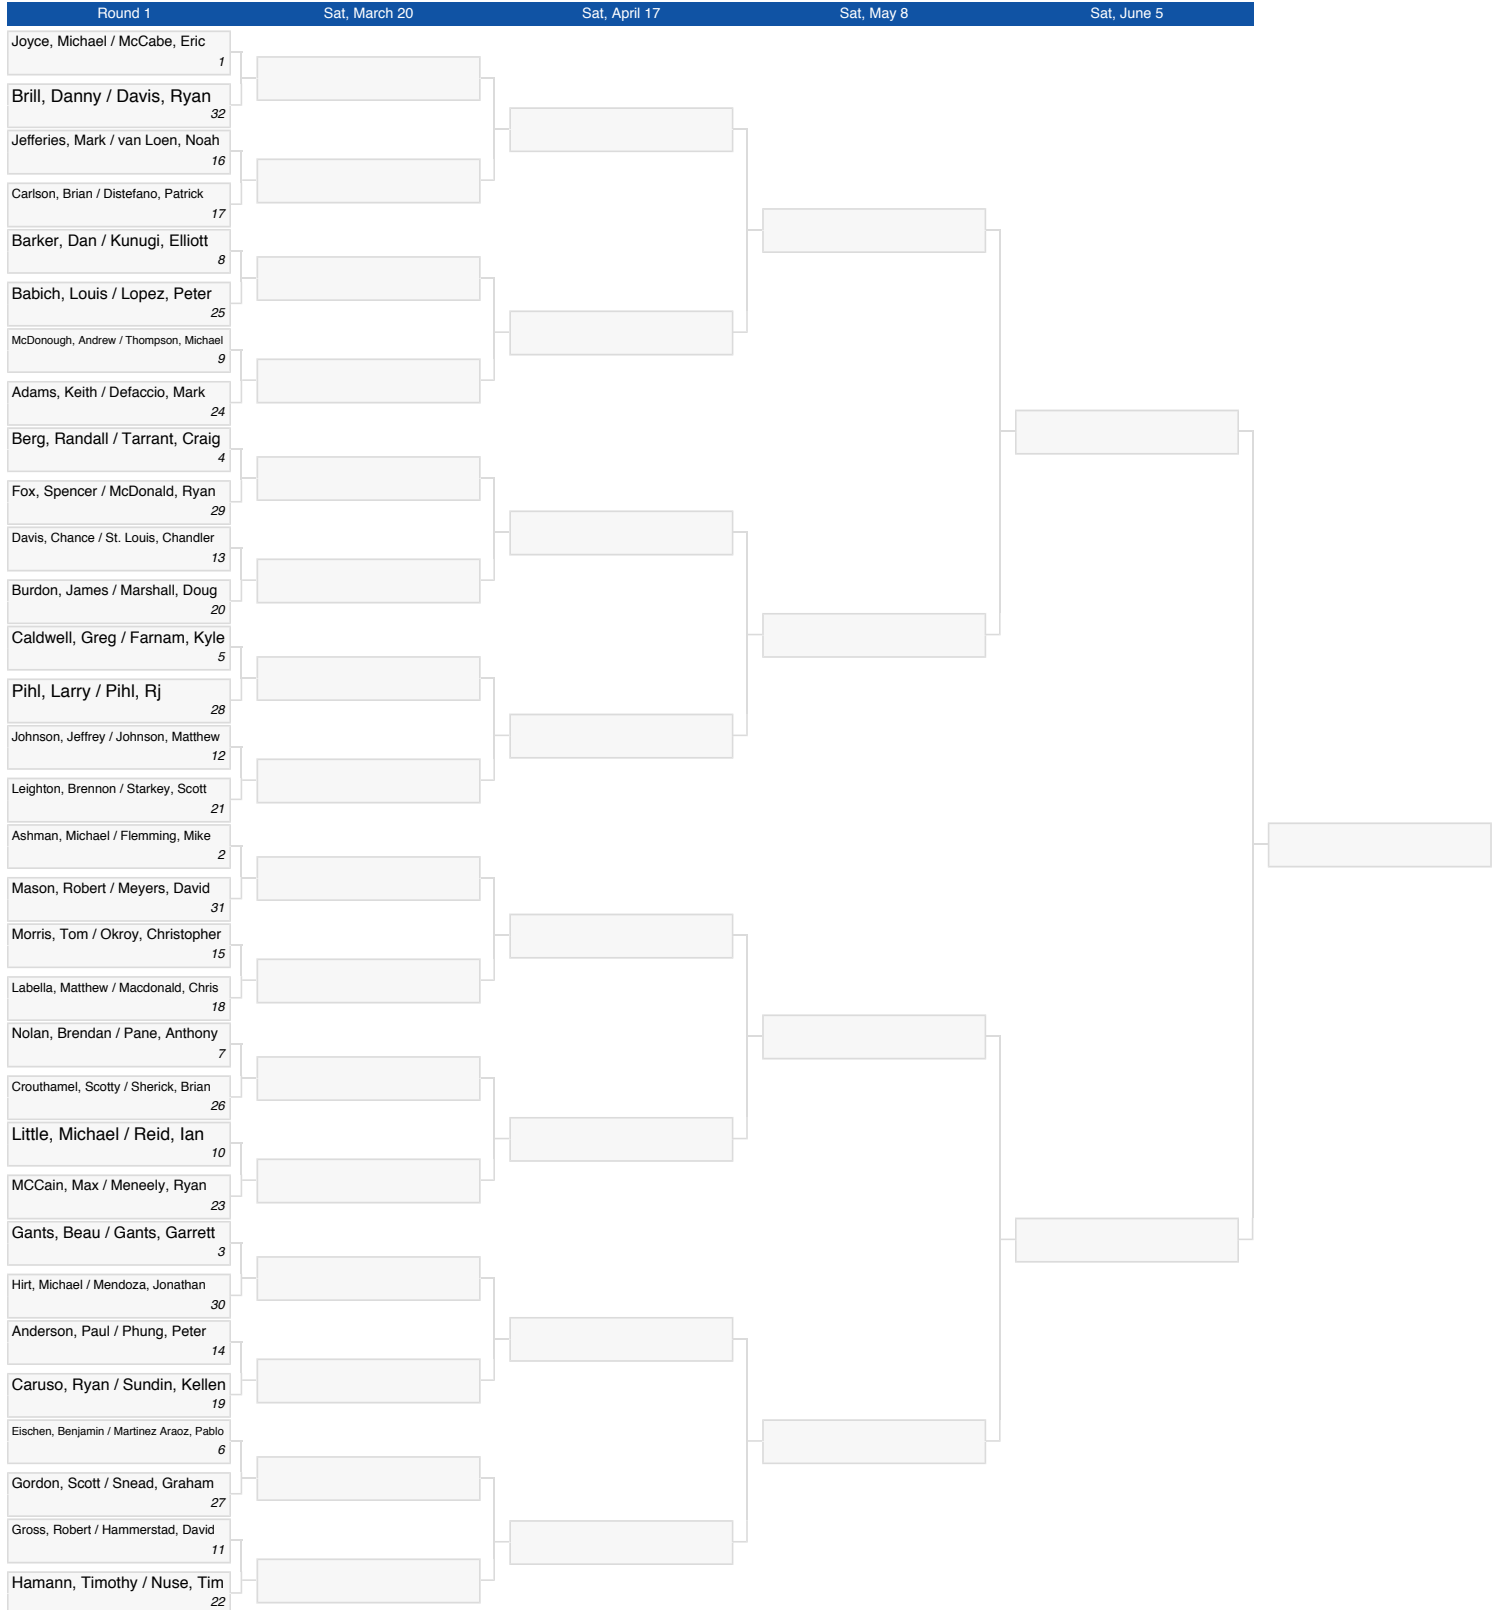 Round 1 Sat, March 20 Sat, April 17 Sat, May 8 Sat, June 5
Joyce, Michael / McCabe, Eric
1
Brill, Danny / Davis, Ryan
32
Jefferies, Mark / van Loen, Noah
16
Carlson, Brian / Distefano, Patrick
17
Barker, Dan / Kunugi, Elliott
8
Babich, Louis / Lopez, Peter
25
McDonough, Andrew / Thompson, Michael
9
Adams, Keith / Defaccio, Mark
24
Berg, Randall / Tarrant, Craig
4
Fox, Spencer / McDonald, Ryan
29
Davis, Chance / St. Louis, Chandler
13
Burdon, James / Marshall, Doug
20
Caldwell, Greg / Farnam, Kyle
5
Pihl, Larry / Pihl, Rj
28
Johnson, Jeffrey / Johnson, Matthew
12
Leighton, Brennon / Starkey, Scott
21
Ashman, Michael / Flemming, Mike
2
Mason, Robert / Meyers, David
31
Morris, Tom / Okroy, Christopher
15
Labella, Matthew / Macdonald, Chris
18
Nolan, Brendan / Pane, Anthony
7
Crouthamel, Scotty / Sherick, Brian
26
Little, Michael / Reid, Ian
10
MCCain, Max / Meneely, Ryan
23
Gants, Beau / Gants, Garrett
3
Hirt, Michael / Mendoza, Jonathan
30
Anderson, Paul / Phung, Peter
14
Caruso, Ryan / Sundin, Kellen
19
Eischen, Benjamin / Martinez Araoz, Pablo
6
Gordon, Scott / Snead, Graham
27
Gross, Robert / Hammerstad, David
11
Hamann, Timothy / Nuse, Tim
22